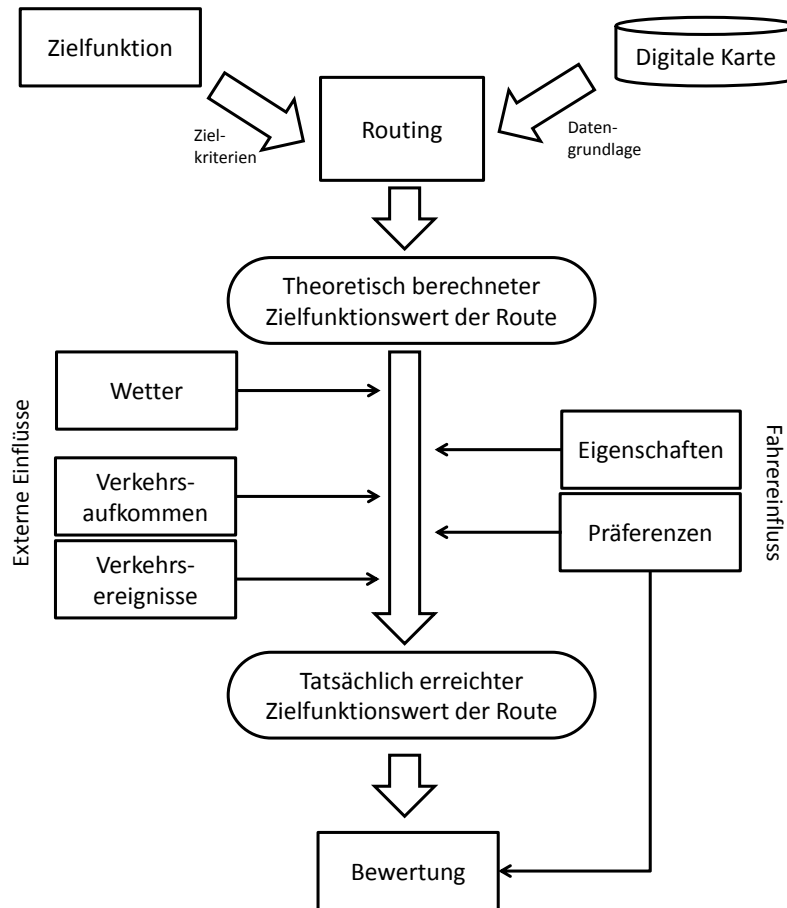 Zielfunktion
Digitale Karte
Routing
Ziel-
kriterien
Daten-
grundlage
Theoretisch berechneter
Zielfunktionswert der Route
Externe Einflüsse
Wetter
Verkehrs-
aufkommen
Verkehrs-
ereignisse
Eigenschaften
Präferenzen
Fahrereinfluss
Tatsächlich erreichter
Zielfunktionswert der Route
Bewertung